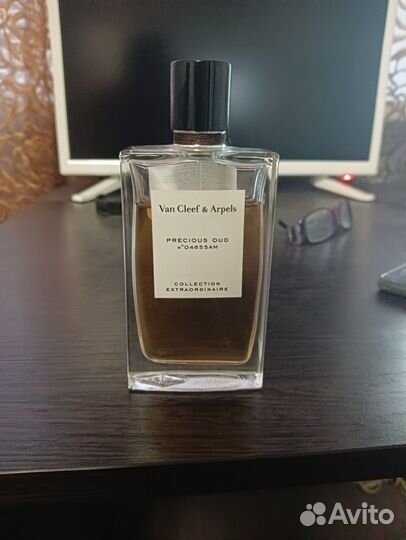 Van Cleef & Arpels
PRECIOUS OUD
N°04855AM
COLLECTION
EXTRAORDINAIRE
Avito